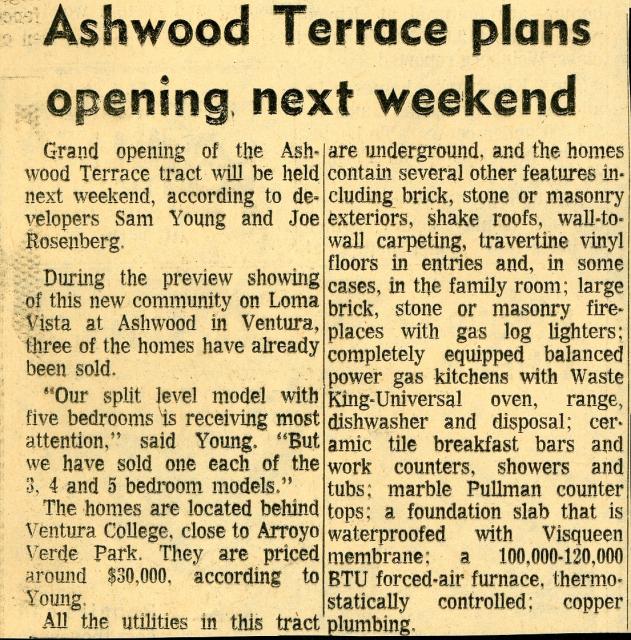 Ashwood Terrace plans
opening next weekend
Grand opening of the Ash-
wood Terrace tract will be held
next weekend, according to de-
velopers Sam Young and Joe
Rosenberg.
During the preview showing
of this new community on Loma
Vista at Ashwood in Ventura,
three of the homes have already
been sold.
"Our split level model with
five bedrooms is receiving most
attention," said Young. "But
we have sold one each of the
3, 4 and 5 bedroom models."
The homes are located behind
Ventura College, close to Arroyo
Verde Park. They are priced
around $30,000, according to
Young.
All the utilities in this tract
are underground, and the homes
contain several other features in-
cluding brick, stone or masonry
exteriors, shake roofs, wall-to-
wall carpeting, travertine vinyl
floors in entries and, in some
cases, in the family room; large
brick, stone or masonry fire-
places with gas log lighters;
completely equipped balanced
power gas kitchens with Waste
King-Universal oven, range,
dishwasher and disposal; cer-
amic tile breakfast bars and
work counters, showers and
tubs; marble Pullman counter
tops; a foundation slab that is
waterproofed with Visqueen
membrane; a 100,000-120,000
BTU forced-air furnace, thermo-
statically controlled; copper
plumbing.